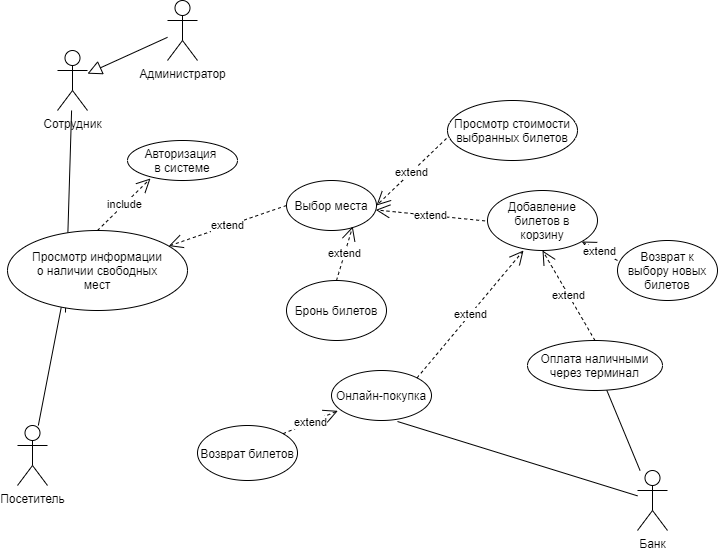 Администратор
Сотрудник
Просмотр стоимости
выбранных билетов
Авторизация
в системе
extend
include
Выбор места
extend
extend
Добавление
билетов в
корзину
Просмотр информации
о наличии свободных
мест
extend
extend
Возврат к
выбору новых
билетов
extend
Бронь билетов
extend
Оплата наличными
через терминал
Онлайн-покупка
extend
Возврат билетов
Посетитель
Банк